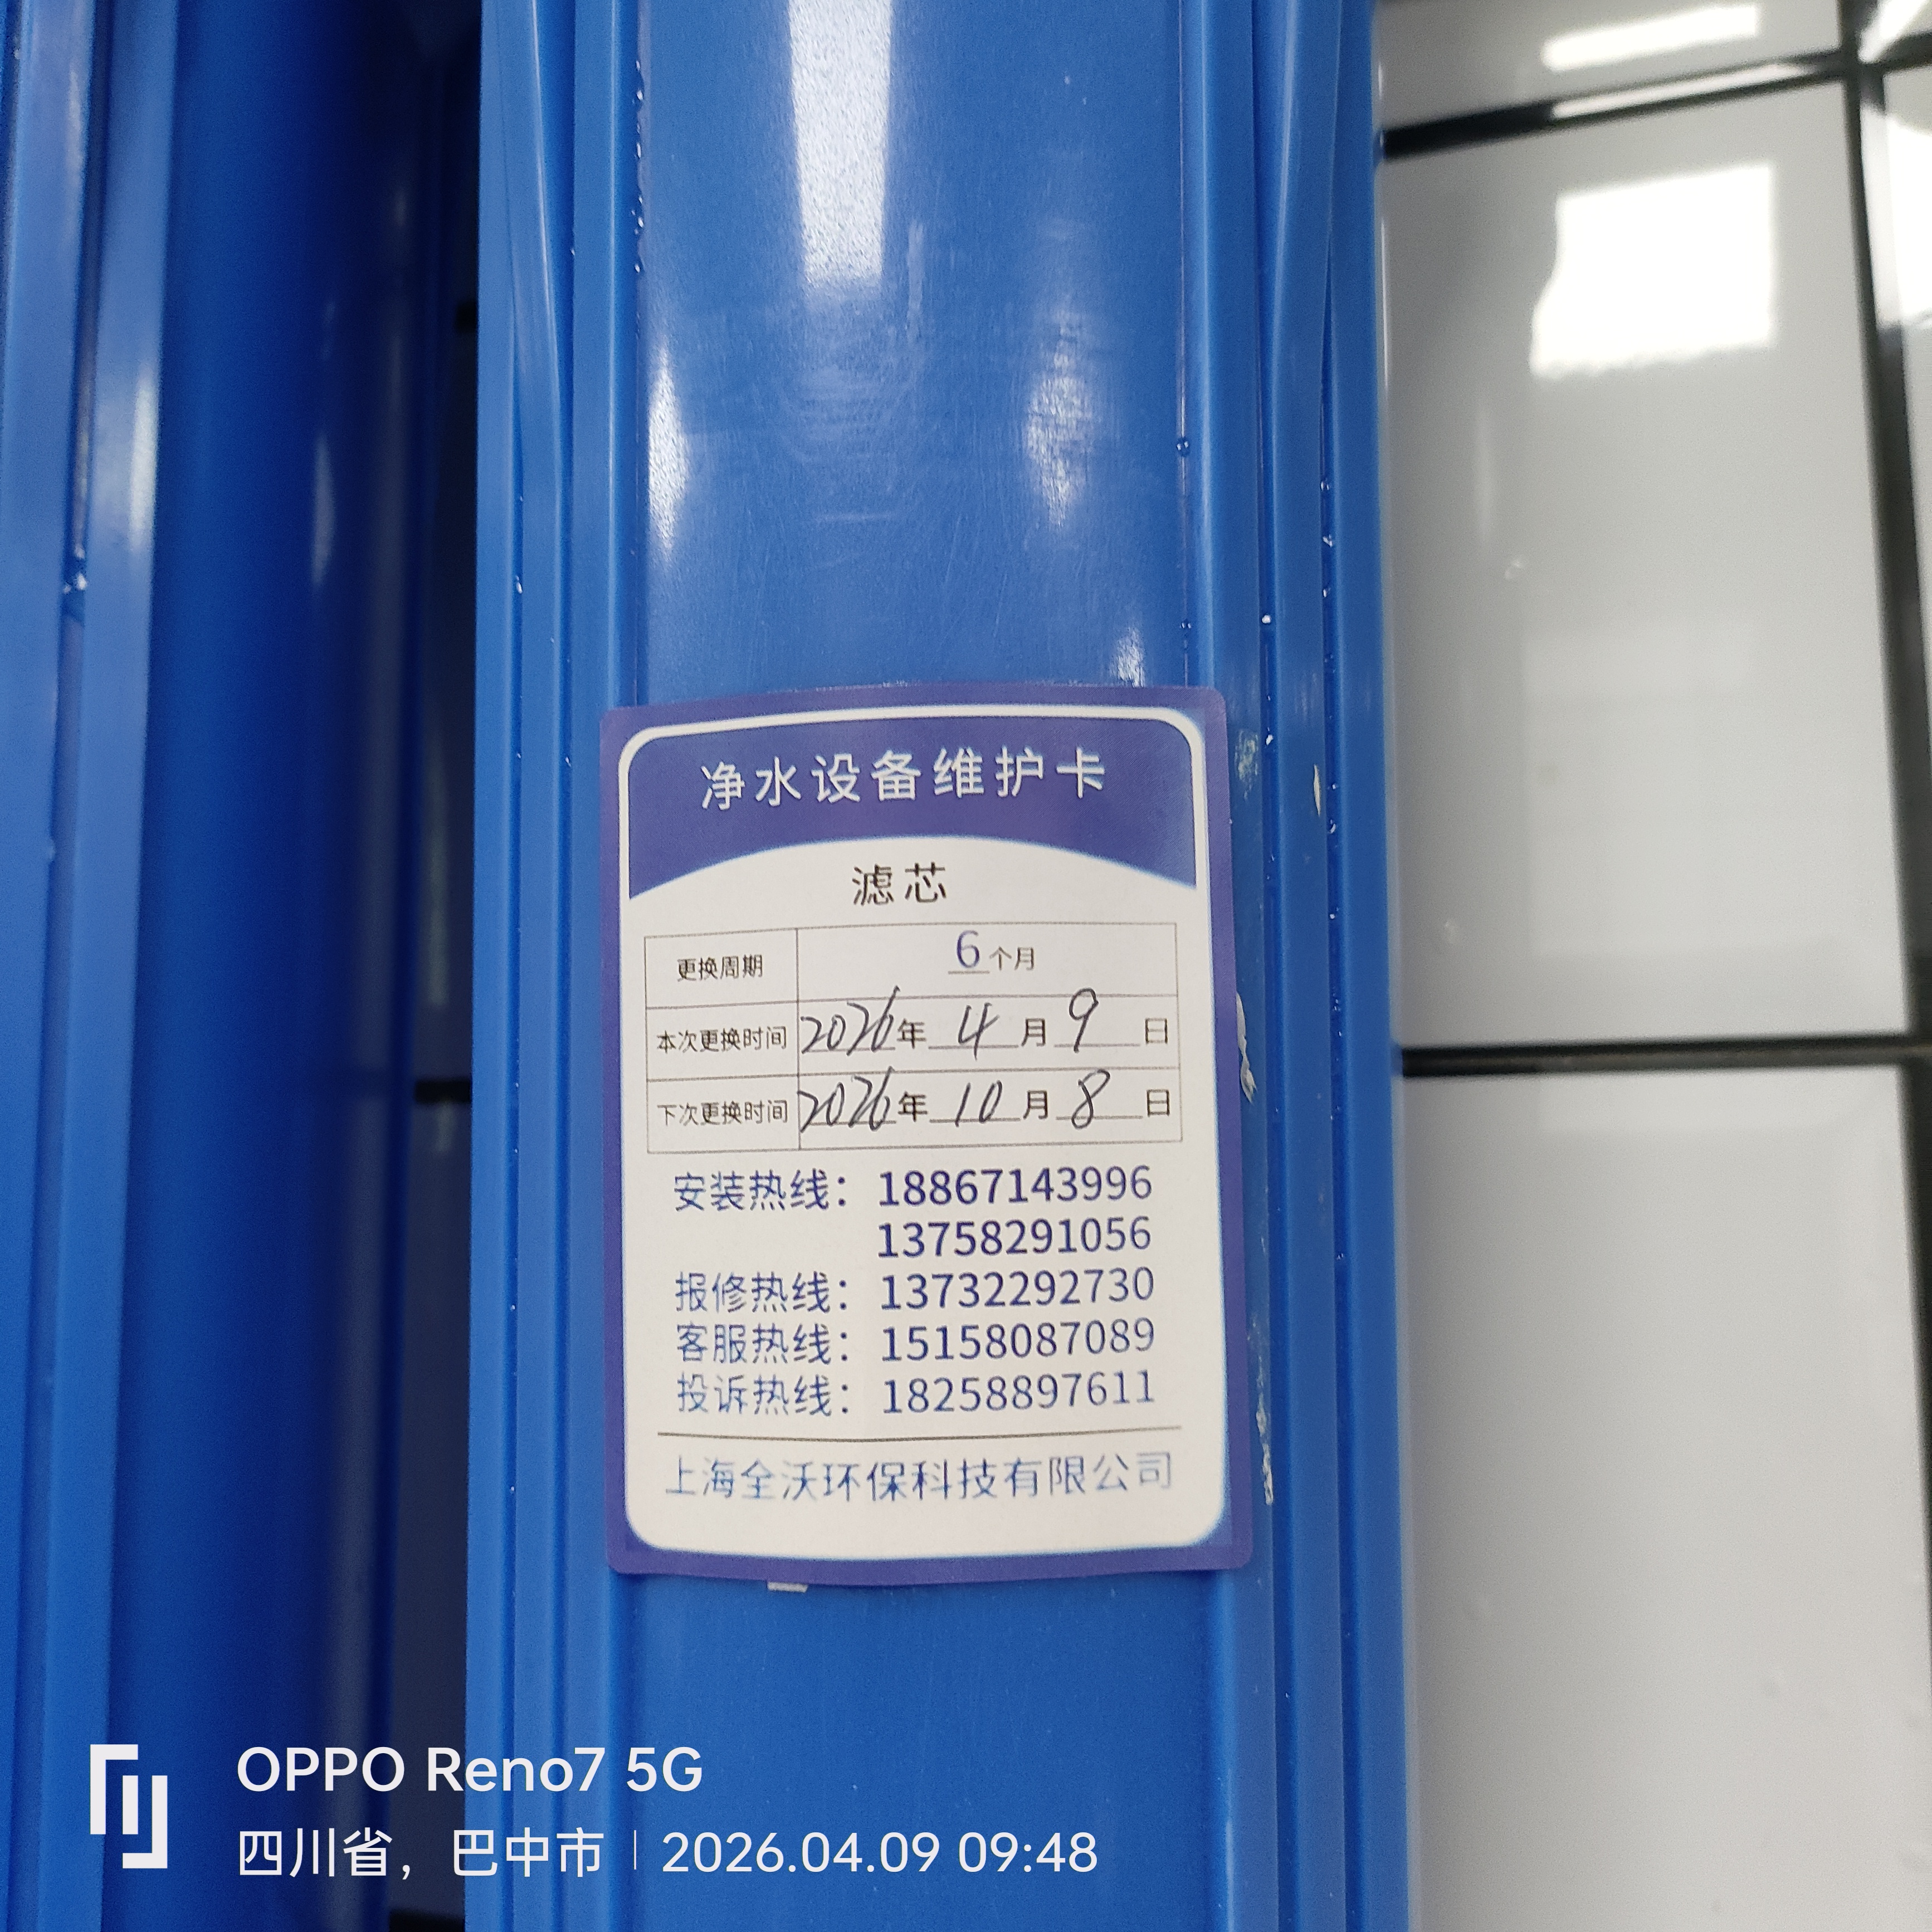 净水设备维护卡
滤芯
更换周期 6个月
本次更换时间 2026年4月9日
下次更换时间 2026年10月8日
安装热线：18867143996
13758291056
报修热线：13732292730
客服热线：15158087089
投诉热线：18258897611
上海全沃环保科技有限公司
OPPO Reno7 5G
四川省，巴中市 | 2026.04.09 09:48